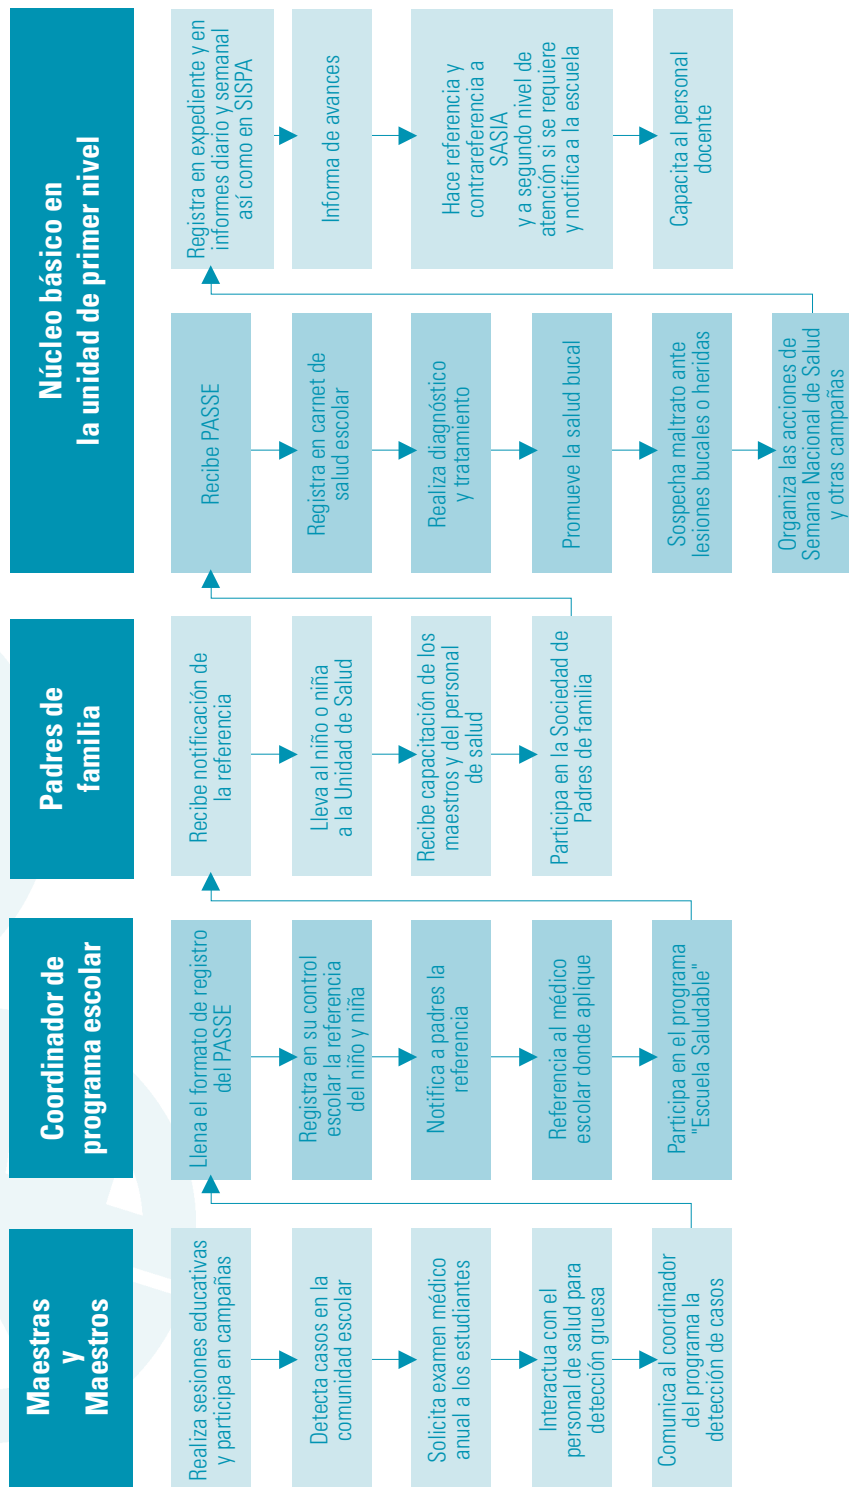 Maestras
y
Maestros
Realiza sesiones educativas
y participa en campañas
Detecta casos en la
comunidad escolar
Solicita examen médico
anual a los estudiantes
Interactua con el
personal de salud para
detección gruesa
Comunica al coordinador
del programa la
detección de casos
Coordinador de
programa escolar
Llena el formato de registro
del PASSE
Registra en su control
escolar la referencia
del niño y niña
Notifica a padres la
referencia
Referencia al médico
escolar donde aplique
Participa en el programa
"Escuela Saludable"
Padres de
familia
Recibe notificación de
la referencia
Lleva al niño o niña
a la Unidad de Salud
Recibe capacitación de los
maestros y del personal
de salud
Participa en la Sociedad de
Padres de familia
Núcleo básico en
la unidad de primer nivel
Recibe PASSE
Registra en carnet de
salud escolar
Realiza diagnóstico
y tratamiento
Promueve la salud bucal
Sospecha maltrato ante
lesiones bucales o heridas
Organiza las acciones de
Semana Nacional de Salud
y otras campañas
Registra en expediente y en
informes diario y semanal
así como en SISPA
Informa de avances
Hace referencia y
contrareferencia a
SASIA
y a segundo nivel de
atención si se requiere
y notifica a la escuela
Capacita al personal
docente